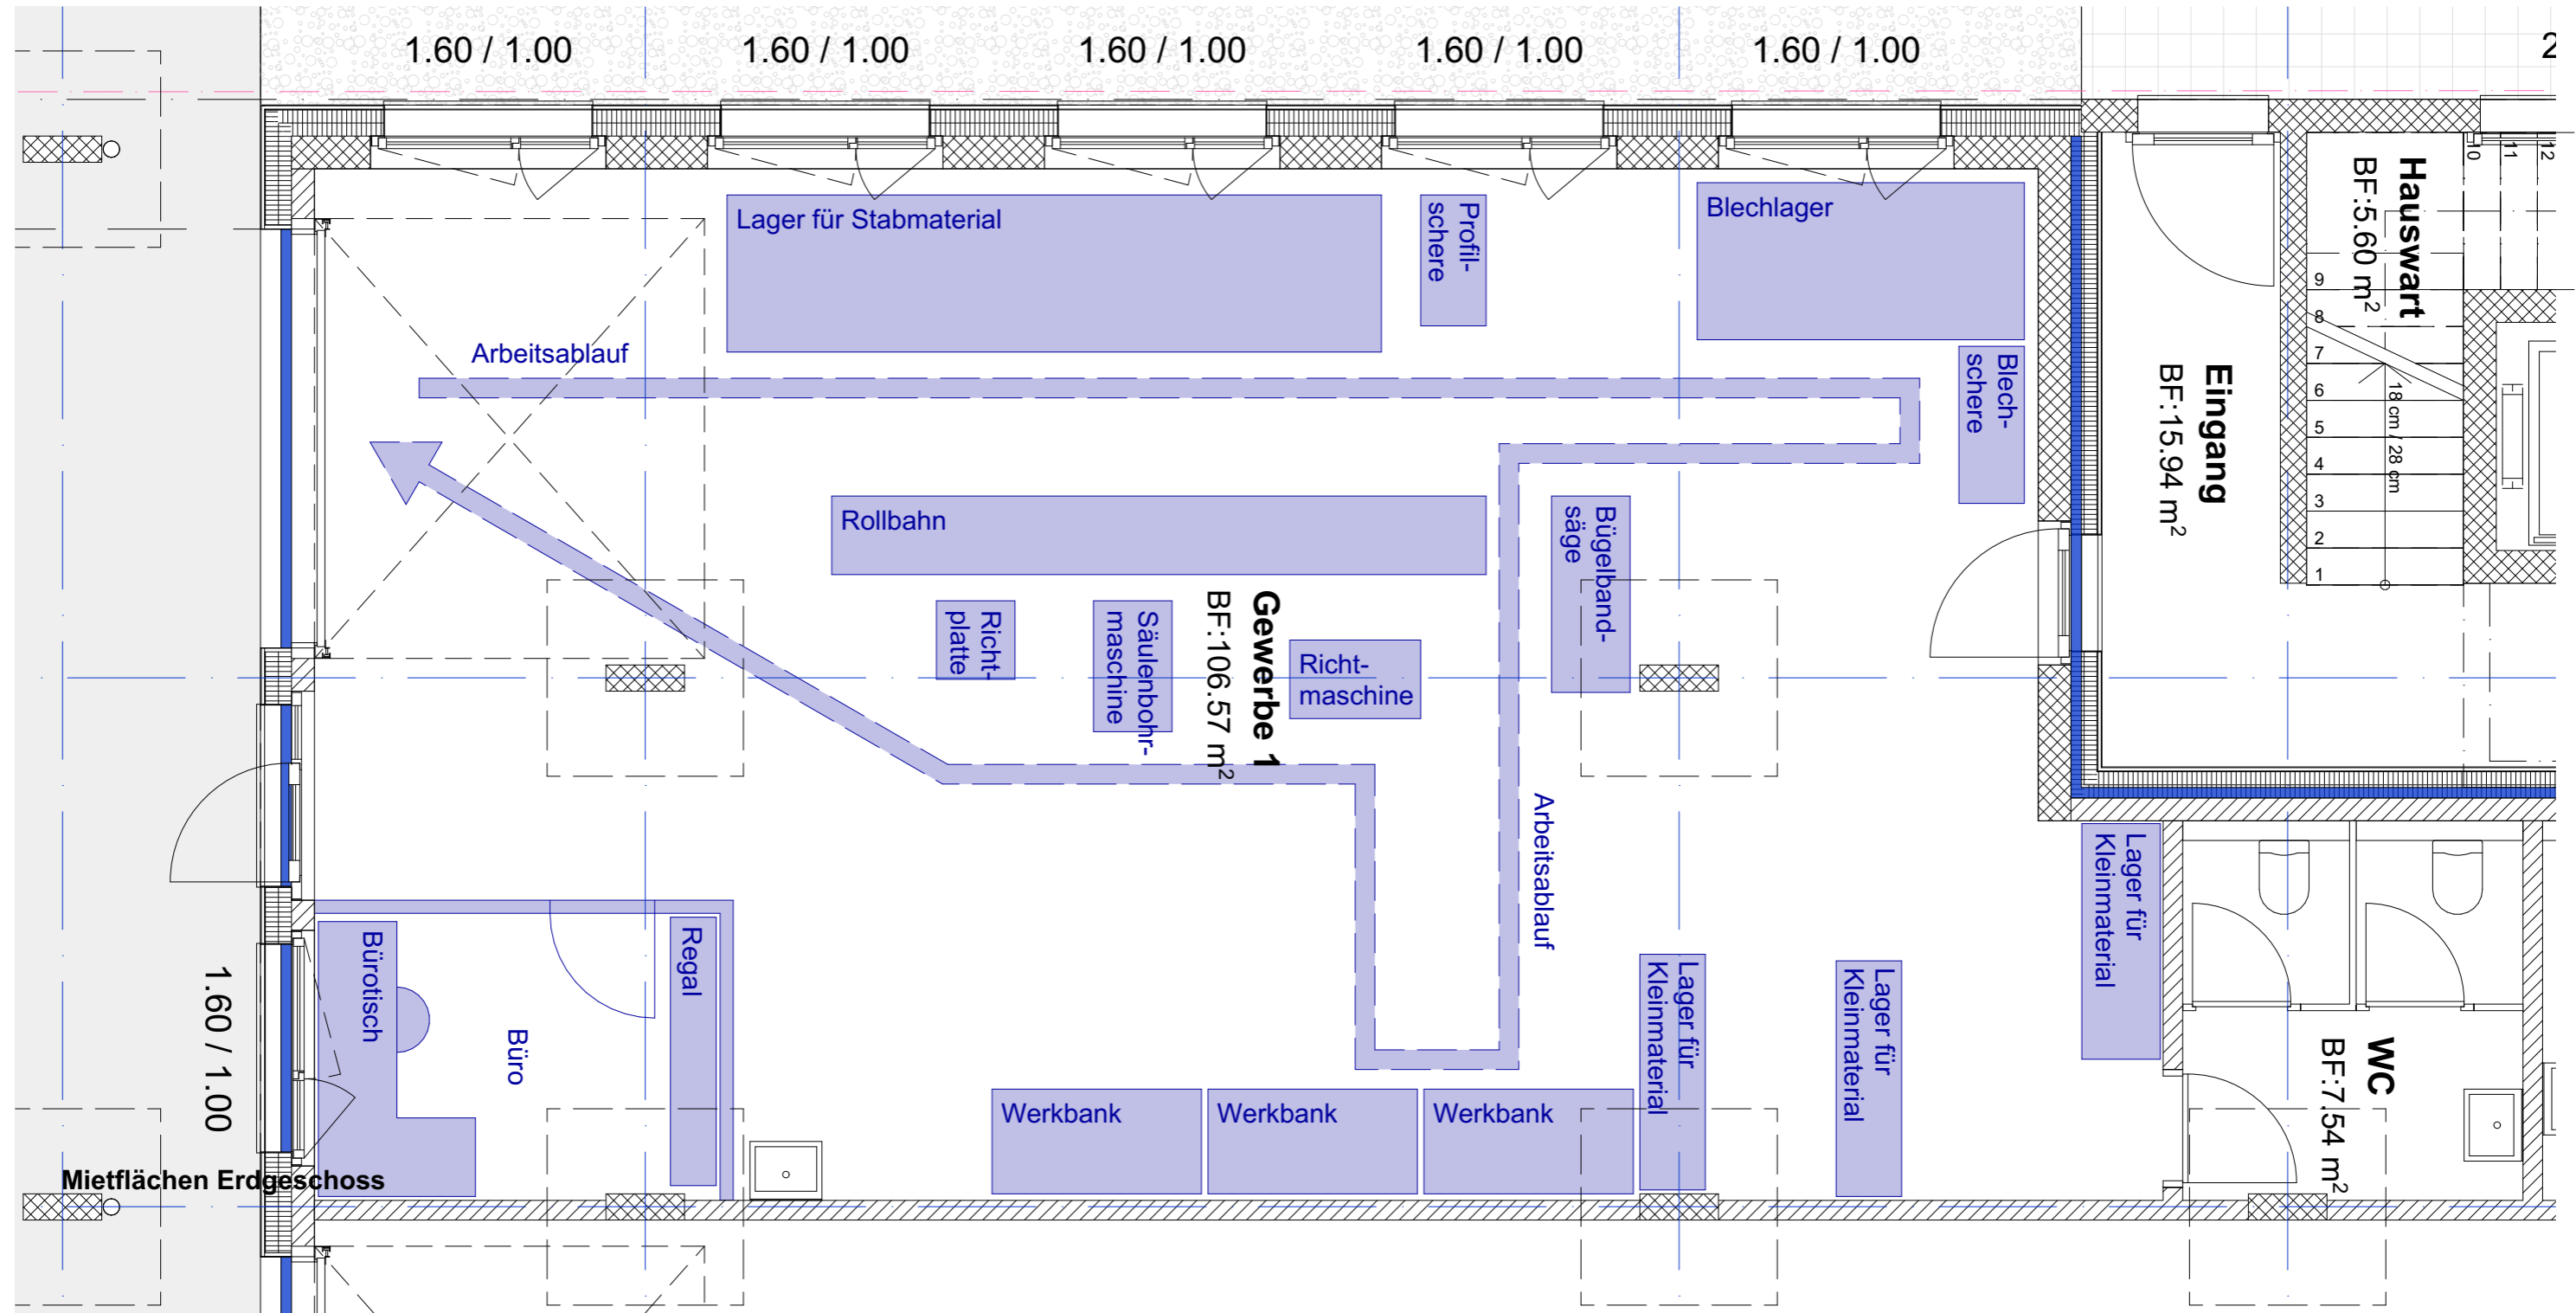 1.60 / 1.00
1.60 / 1.00
1.60 / 1.00
1.60 / 1.00
1.60 / 1.00
2
Lager für Stabmaterial
Profil-
schere
Blechlager
Blech-
schere
Hauswart
BF:5.60 m²
10
11
12
9
8
7
6
5
4
3
2
1
18 cm / 28 cm
Eingang
BF:15.94 m²
Arbeitsablauf
Rollbahn
Bügelband-
säge
Richt-
platte
Säulenbohr-
maschine
Gewerbe 1
BF:106.57 m²
Richt-
maschine
Arbeitsablauf
Lager für
Kleinmaterial
Lager für
Kleinmaterial
Lager für
Kleinmaterial
WC
BF:7.54 m²
1.60 / 1.00
Bürotisch
Büro
Regal
Werkbank
Werkbank
Werkbank
Mietflächen Erdgeschoss